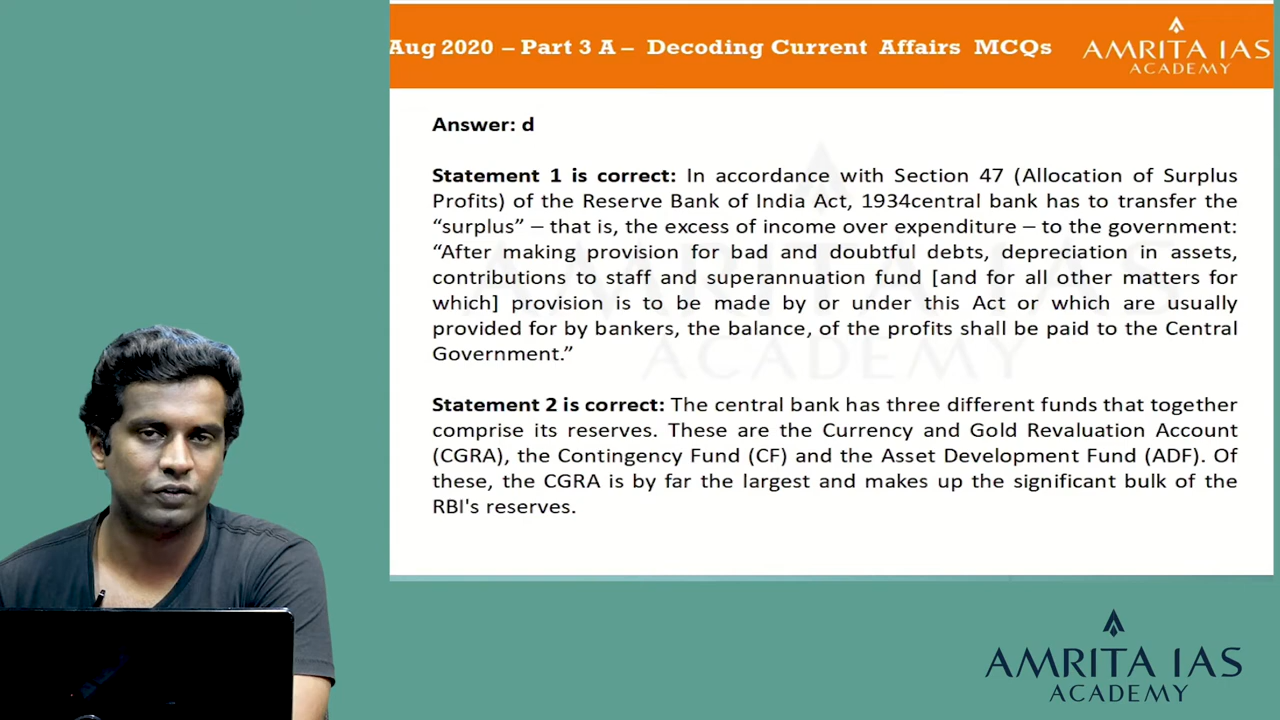 Aug 2020 – Part 3 A – Decoding Current Affairs MCQs
AMRITA IAS
ACADEMY
Answer: d
Statement 1 is correct: In accordance with Section 47 (Allocation of Surplus
Profits) of the Reserve Bank of India Act, 1934central bank has to transfer the
“surplus” – that is, the excess of income over expenditure – to the government:
“After making provision for bad and doubtful debts, depreciation in assets,
contributions to staff and superannuation fund [and for all other matters for
which] provision is to be made by or under this Act or which are usually
provided for by bankers, the balance, of the profits shall be paid to the Central
Government.”
Statement 2 is correct: The central bank has three different funds that together
comprise its reserves. These are the Currency and Gold Revaluation Account
(CGRA), the Contingency Fund (CF) and the Asset Development Fund (ADF). Of
these, the CGRA is by far the largest and makes up the significant bulk of the
RBI's reserves.
AMRITA IAS
ACADEMY
AMRITA IAS
ACADEMY